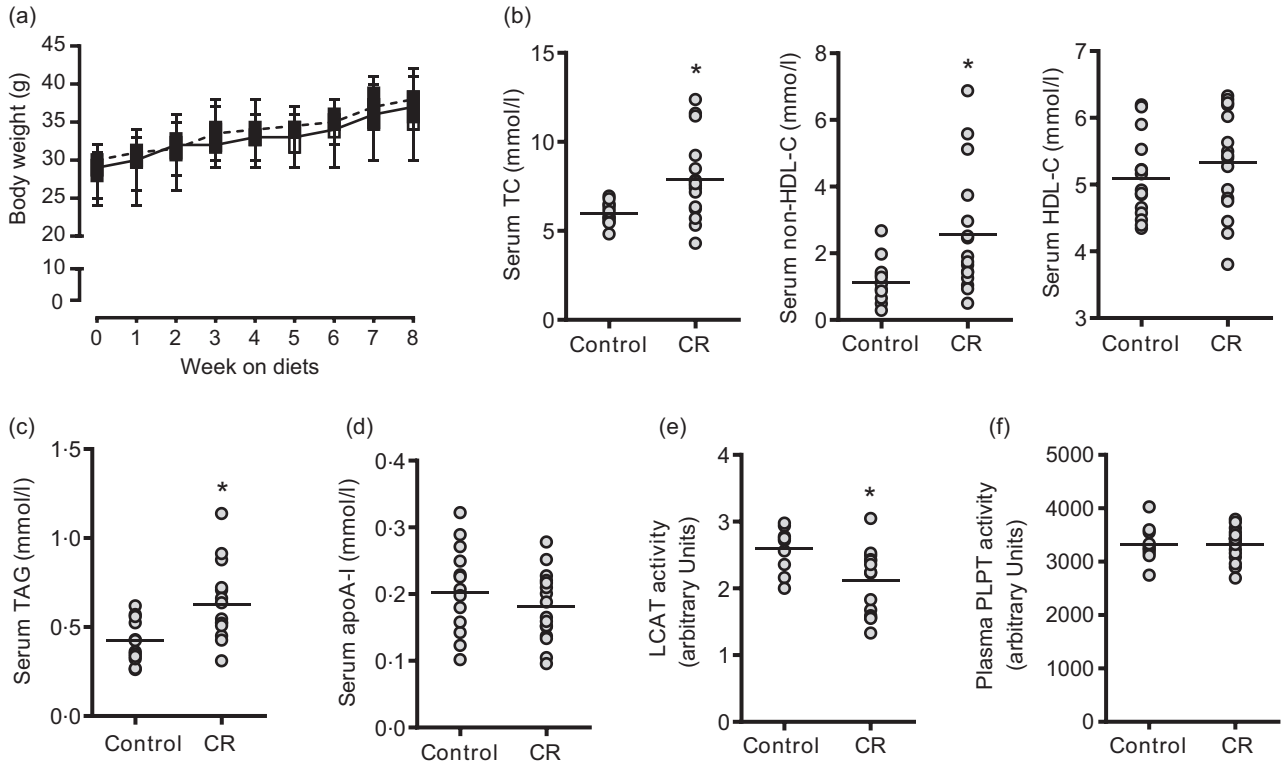 (a)
Body weight (g)
45
40
35
30
25
20
10
0
0 1 2 3 4 5 6 7 8
Week on diets
(b)
Serum TC (mmol/l)
15
10
5
0
*
Control CR
Serum non-HDL-C (mmo/l)
8
6
4
2
0
*
Control CR
Serum HDL-C (mmol/l)
7
6
5
4
3
Control CR
(c)
Serum TAG (mmol/l)
1·5
1·0
0·5
0·0
*
Control CR
(d)
Serum apoA-I (mmol/l)
0·4
0·3
0·2
0·1
0·0
Control CR
(e)
LCAT activity
(arbitrary Units)
4
3
2
1
0
*
Control CR
(f)
Plasma PLPT activity
(arbitrary Units)
5000
4000
3000
2000
1000
0
Control CR